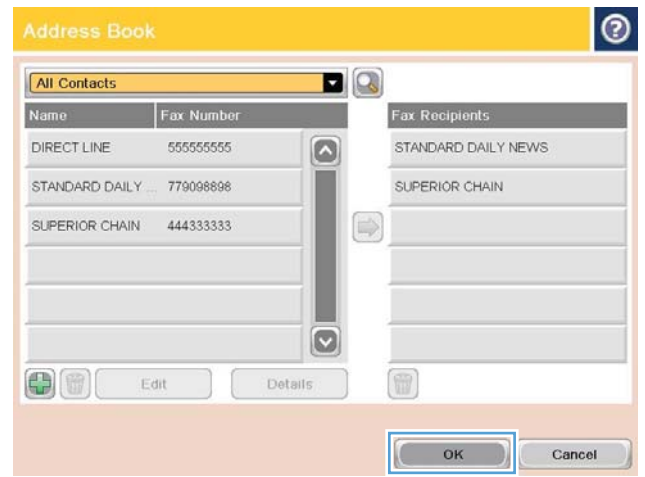 Address Book
?
All Contacts
Name Fax Number
DIRECT LINE 555555555
STANDARD DAILY ... 779098898
SUPERIOR CHAIN 444333333
Edit Details
Fax Recipients
STANDARD DAILY NEWS
SUPERIOR CHAIN
OK Cancel